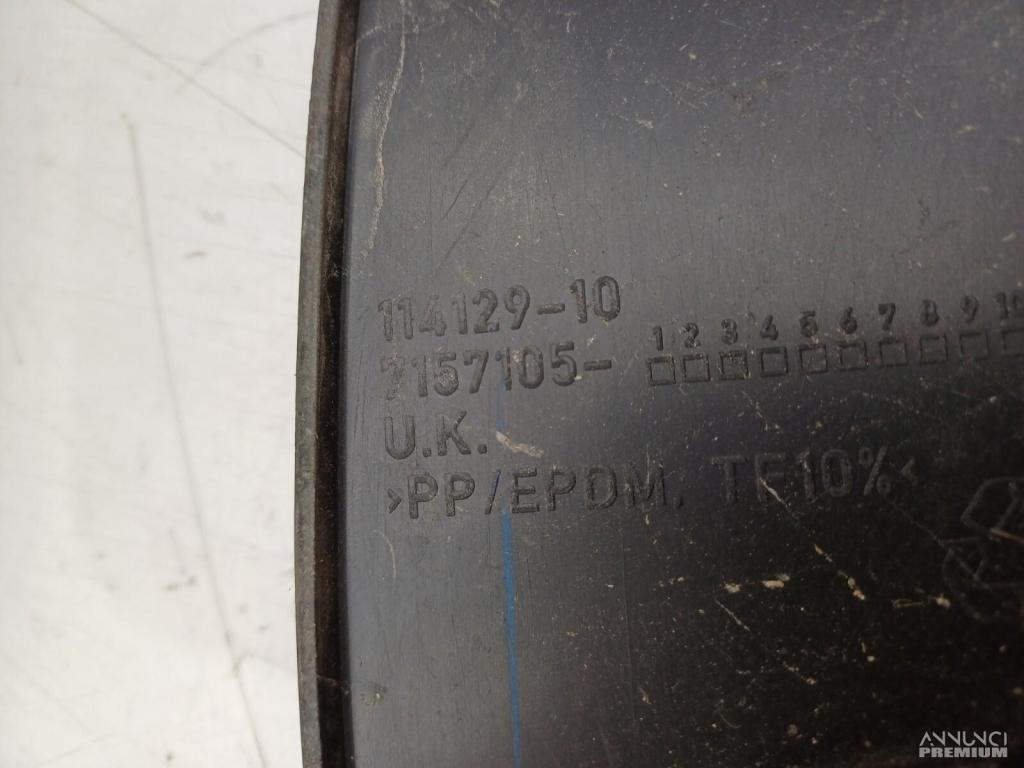 114129-10
7157105-
1 2 3 4 5 6 7 8 9 10
U.K.
>PP/EPDM. TF10%<
ANNUNCI
PREMIUM